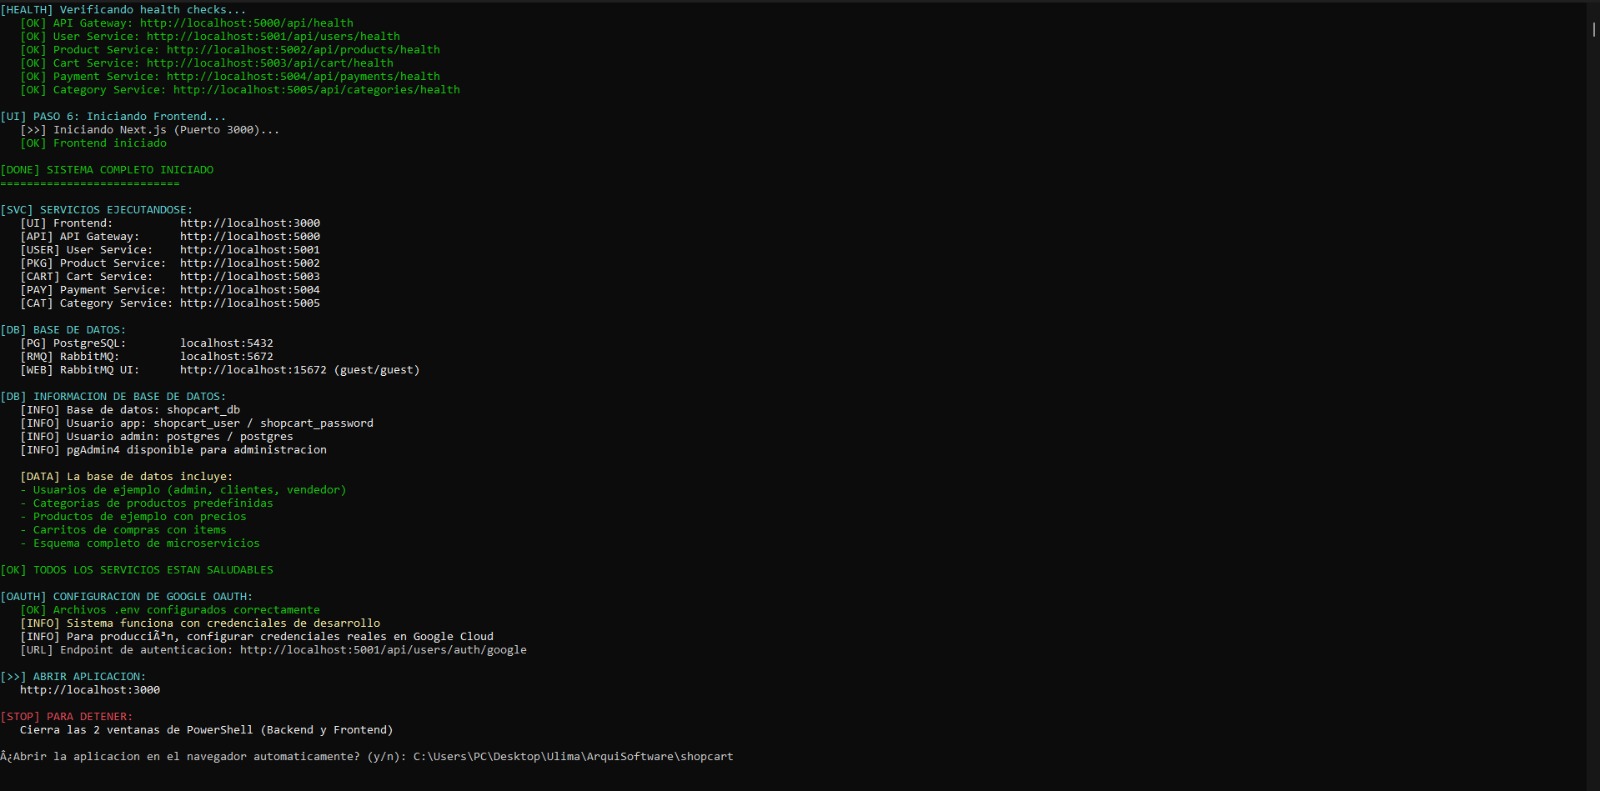 [HEALTH] Verificando health checks...
[OK] API Gateway: http://localhost:5000/api/health
[OK] User Service: http://localhost:5001/api/users/health
[OK] Product Service: http://localhost:5002/api/products/health
[OK] Cart Service: http://localhost:5003/api/cart/health
[OK] Payment Service: http://localhost:5004/api/payments/health
[OK] Category Service: http://localhost:5005/api/categories/health
[UI] PASO 6: Iniciando Frontend...
[>>] Iniciando Next.js (Puerto 3000)...
[OK] Frontend iniciado
[DONE] SISTEMA COMPLETO INICIADO
===========================
[SVC] SERVICIOS EJECUTANDOSE:
[UI] Frontend: http://localhost:3000
[API] API Gateway: http://localhost:5000
[USER] User Service: http://localhost:5001
[PKG] Product Service: http://localhost:5002
[CART] Cart Service: http://localhost:5003
[PAY] Payment Service: http://localhost:5004
[CAT] Category Service: http://localhost:5005
[DB] BASE DE DATOS:
[PG] PostgreSQL: localhost:5432
[RMQ] RabbitMQ: localhost:5672
[WEB] RabbitMQ UI: http://localhost:15672 (guest/guest)
[DB] INFORMACION DE BASE DE DATOS:
[INFO] Base de datos: shopcart_db
[INFO] Usuario app: shopcart_user / shopcart_password
[INFO] Usuario admin: postgres / postgres
[INFO] pgAdmin4 disponible para administracion
[DATA] La base de datos incluye:
- Usuarios de ejemplo (admin, clientes, vendedor)
- Categorias de productos predefinidas
- Productos de ejemplo con precios
- Carritos de compras con items
- Esquema completo de microservicios
[OK] TODOS LOS SERVICIOS ESTAN SALUDABLES
[OAUTH] CONFIGURACION DE GOOGLE OAUTH:
[OK] Archivos .env configurados correctamente
[INFO] Sistema funciona con credenciales de desarrollo
[INFO] Para producciÃ³n, configurar credenciales reales en Google Cloud
[URL] Endpoint de autenticacion: http://localhost:5001/api/users/auth/google
[>>] ABRIR APLICACION:
http://localhost:3000
[STOP] PARA DETENER:
Cierra las 2 ventanas de PowerShell (Backend y Frontend)
Â¿Abrir la aplicacion en el navegador automaticamente? (y/n): C:\Users\PC\Desktop\Ulima\ArquiSoftware\shopcart